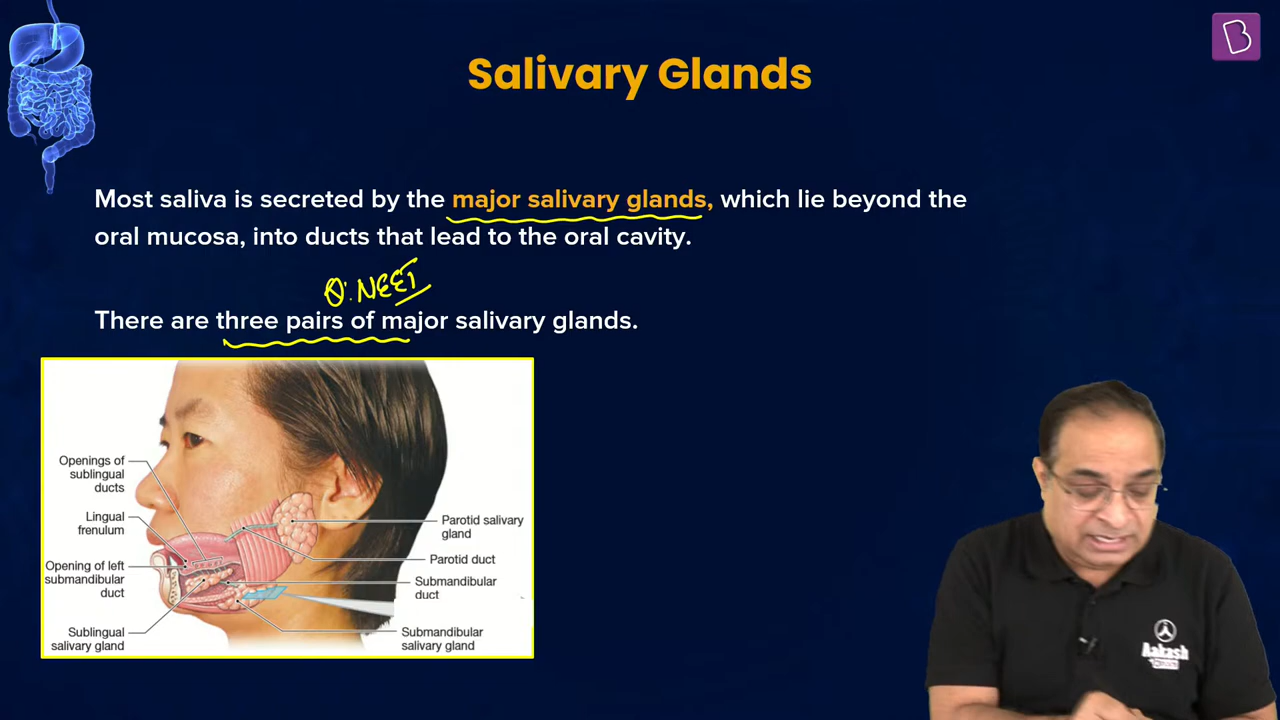 Salivary Glands
Most saliva is secreted by the major salivary glands, which lie beyond the
oral mucosa, into ducts that lead to the oral cavity.
Q. NEET
There are three pairs of major salivary glands.
Openings of
sublingual
ducts
Lingual
frenulum
Opening of left
submandibular
duct
Sublingual
salivary gland
Parotid salivary
gland
Parotid duct
Submandibular
duct
Submandibular
salivary gland
B
Aakash